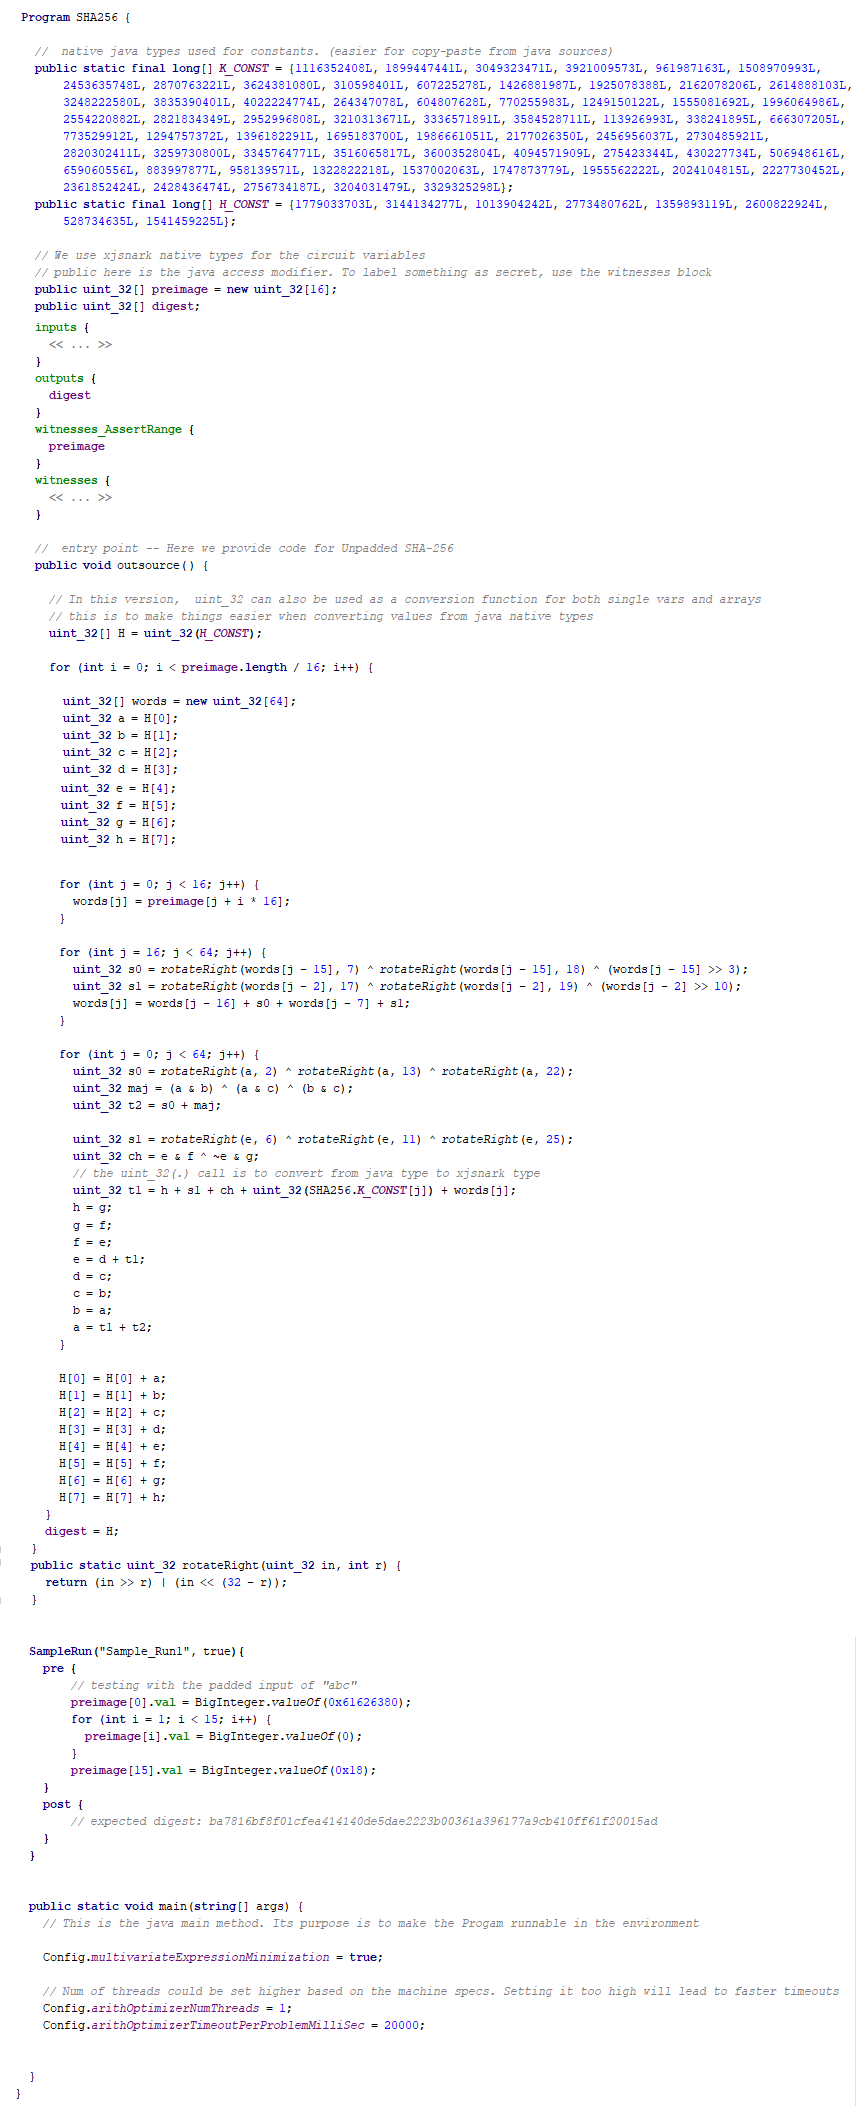 Program SHA256 {
//  native java types used for constants. (easier for copy-paste from java sources)
public static final long[] K_CONST = {1116352408L, 1899447441L, 3049323471L, 3921009573L, 961987163L, 1508970993L,
2453635748L, 2870763221L, 3624381080L, 310598401L, 607225278L, 1426881987L, 1925078388L, 2162078206L, 2614888103L,
3248222580L, 3835390401L, 4022224774L, 264347078L, 604807628L, 770255983L, 1249150122L, 1555081692L, 1996064986L,
2554220882L, 2821834349L, 2952996808L, 3210313671L, 3336571891L, 3584528711L, 113926993L, 338241895L, 666307205L,
773529912L, 1294757372L, 1396182291L, 1695183700L, 1986661051L, 2177026350L, 2456956037L, 2730485921L,
2820302411L, 3259730800L, 3345764771L, 3516065817L, 3600352804L, 4094571909L, 275423344L, 430227734L, 506948616L,
659060556L, 883997877L, 958139571L, 1322822218L, 1537002063L, 1747873779L, 1955562222L, 2024104815L, 2227730452L,
2361852424L, 2428436474L, 2756734187L, 3204031479L, 3329325298L};
public static final long[] H_CONST = {1779033703L, 3144134277L, 1013904242L, 2773480762L, 1359893119L, 2600822924L,
528734635L, 1541459225L};
// We use xjsnark native types for the circuit variables
// public here is the java access modifier. To label something as secret, use the witnesses block
public uint_32[] preimage = new uint_32[16];
public uint_32[] digest;
inputs {
<< ... >>
}
outputs {
digest
}
witnesses_AssertRange {
preimage
}
witnesses {
<< ... >>
}
//  entry point -- Here we provide code for Unpadded SHA-256
public void outsource() {
// In this version,  uint_32 can also be used as a conversion function for both single vars and arrays
// this is to make things easier when converting values from java native types
uint_32[] H = uint_32(H_CONST);
for (int i = 0; i < preimage.length / 16; i++) {
uint_32[] words = new uint_32[64];
uint_32 a = H[0];
uint_32 b = H[1];
uint_32 c = H[2];
uint_32 d = H[3];
uint_32 e = H[4];
uint_32 f = H[5];
uint_32 g = H[6];
uint_32 h = H[7];
for (int j = 0; j < 16; j++) {
words[j] = preimage[j + i * 16];
}
for (int j = 16; j < 64; j++) {
uint_32 s0 = rotateRight(words[j - 15], 7) ^ rotateRight(words[j - 15], 18) ^ (words[j - 15] >> 3);
uint_32 s1 = rotateRight(words[j - 2], 17) ^ rotateRight(words[j - 2], 19) ^ (words[j - 2] >> 10);
words[j] = words[j - 16] + s0 + words[j - 7] + s1;
}
for (int j = 0; j < 64; j++) {
uint_32 s0 = rotateRight(a, 2) ^ rotateRight(a, 13) ^ rotateRight(a, 22);
uint_32 maj = (a & b) ^ (a & c) ^ (b & c);
uint_32 t2 = s0 + maj;
uint_32 s1 = rotateRight(e, 6) ^ rotateRight(e, 11) ^ rotateRight(e, 25);
uint_32 ch = e & f ^ ~e & g;
// the uint_32(.) call is to convert from java type to xjsnark type
uint_32 t1 = h + s1 + ch + uint_32(SHA256.K_CONST[j]) + words[j];
h = g;
g = f;
f = e;
e = d + t1;
d = c;
c = b;
b = a;
a = t1 + t2;
}
H[0] = H[0] + a;
H[1] = H[1] + b;
H[2] = H[2] + c;
H[3] = H[3] + d;
H[4] = H[4] + e;
H[5] = H[5] + f;
H[6] = H[6] + g;
H[7] = H[7] + h;
}
digest = H;
}
public static uint_32 rotateRight(uint_32 in, int r) {
return (in >> r) | (in << (32 - r));
}
SampleRun("Sample_Run1", true){
pre {
// testing with the padded input of "abc"
preimage[0].val = BigInteger.valueOf(0x61626380);
for (int i = 1; i < 15; i++) {
preimage[i].val = BigInteger.valueOf(0);
}
preimage[15].val = BigInteger.valueOf(0x18);
}
post {
// expected digest: ba7816bf8f01cfea414140de5dae2223b00361a396177a9cb410ff61f20015ad
}
}
public static void main(string[] args) {
// This is the java main method. Its purpose is to make the Progam runnable in the environment
Config.multivariateExpressionMinimization = true;
// Num of threads could be set higher based on the machine specs. Setting it too high will lead to faster timeouts
Config.arithOptimizerNumThreads = 1;
Config.arithOptimizerTimeoutPerProblemMilliSec = 20000;
}
}